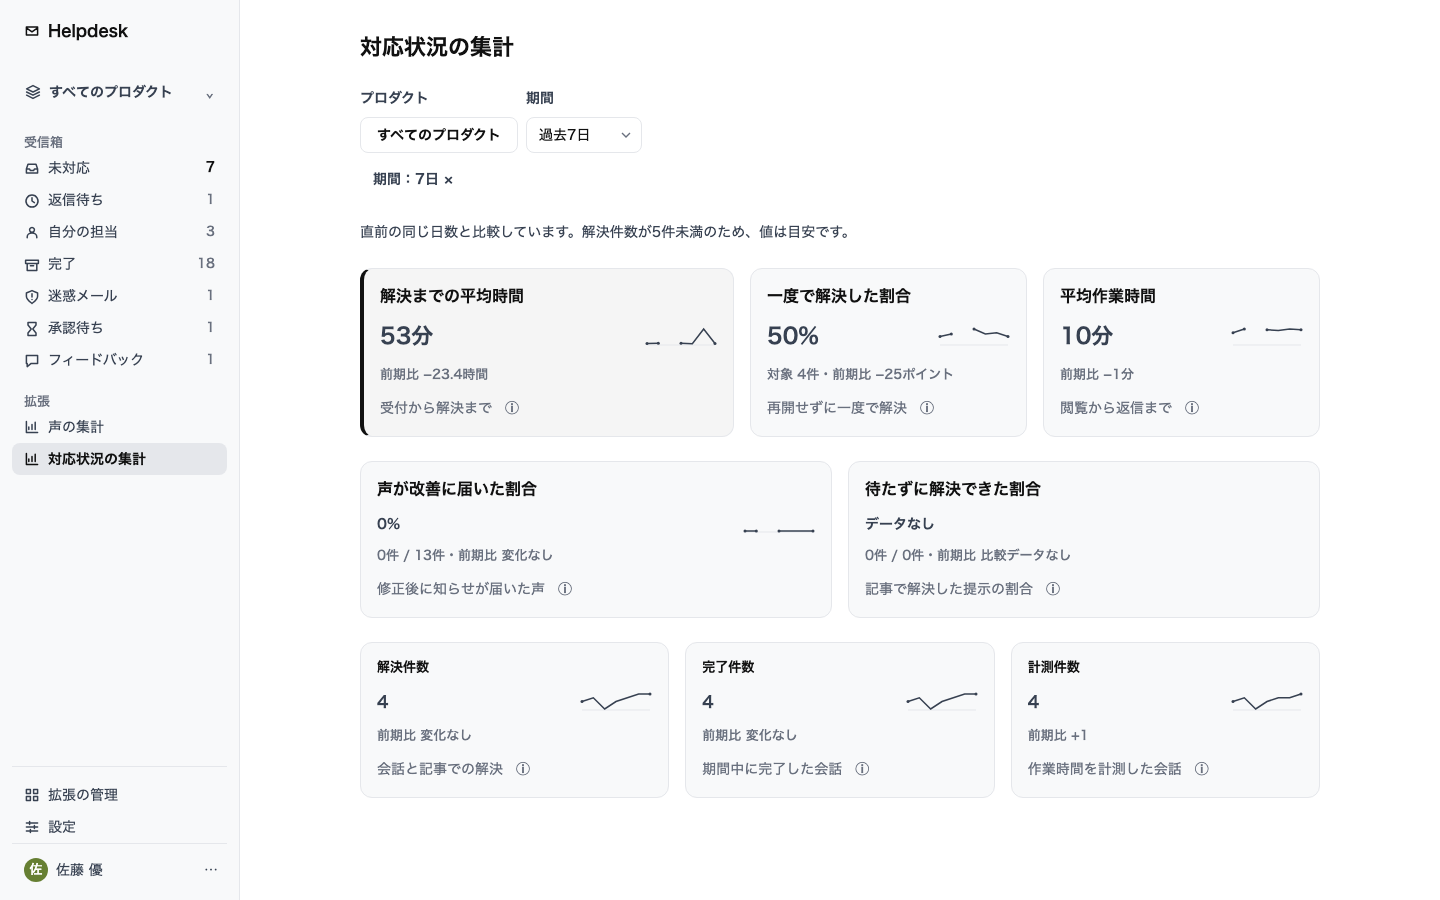 Helpdesk
すべてのプロダクト
受信箱
未対応 7
返信待ち 1
自分の担当 3
完了 18
迷惑メール 1
承認待ち 1
フィードバック 1
拡張
声の集計
対応状況の集計
拡張の管理
設定
佐 佐藤 優 …
対応状況の集計
プロダクト 期間
すべてのプロダクト 過去7日
期間：7日 ×
直前の同じ日数と比較しています。解決件数が5件未満のため、値は目安です。
解決までの平均時間
53分
前期比 −23.4時間
受付から解決まで
一度で解決した割合
50%
対象 4件・前期比 −25ポイント
再開せずに一度で解決
平均作業時間
10分
前期比 −1分
閲覧から返信まで
声が改善に届いた割合
0%
0件 / 13件・前期比 変化なし
修正後に知らせが届いた声
待たずに解決できた割合
データなし
0件 / 0件・前期比 比較データなし
記事で解決した提示の割合
解決件数
4
前期比 変化なし
会話と記事での解決
完了件数
4
前期比 変化なし
期間中に完了した会話
計測件数
4
前期比 +1
作業時間を計測した会話